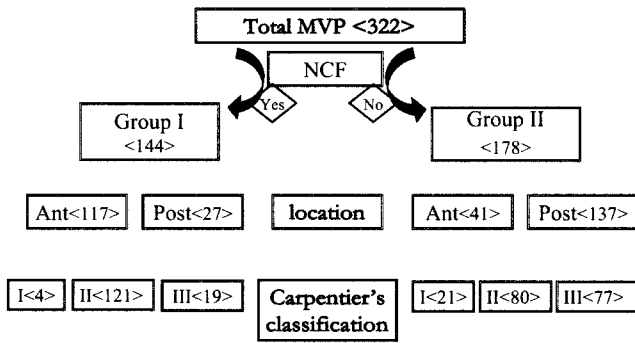 Total MVP <322>
NCF
Yes No
Group I
<144>
Group II
<178>
Ant<117> Post<27> location Ant<41> Post<137>
I<4> II<121> III<19> Carpentier's
classification I<21> II<80> III<77>